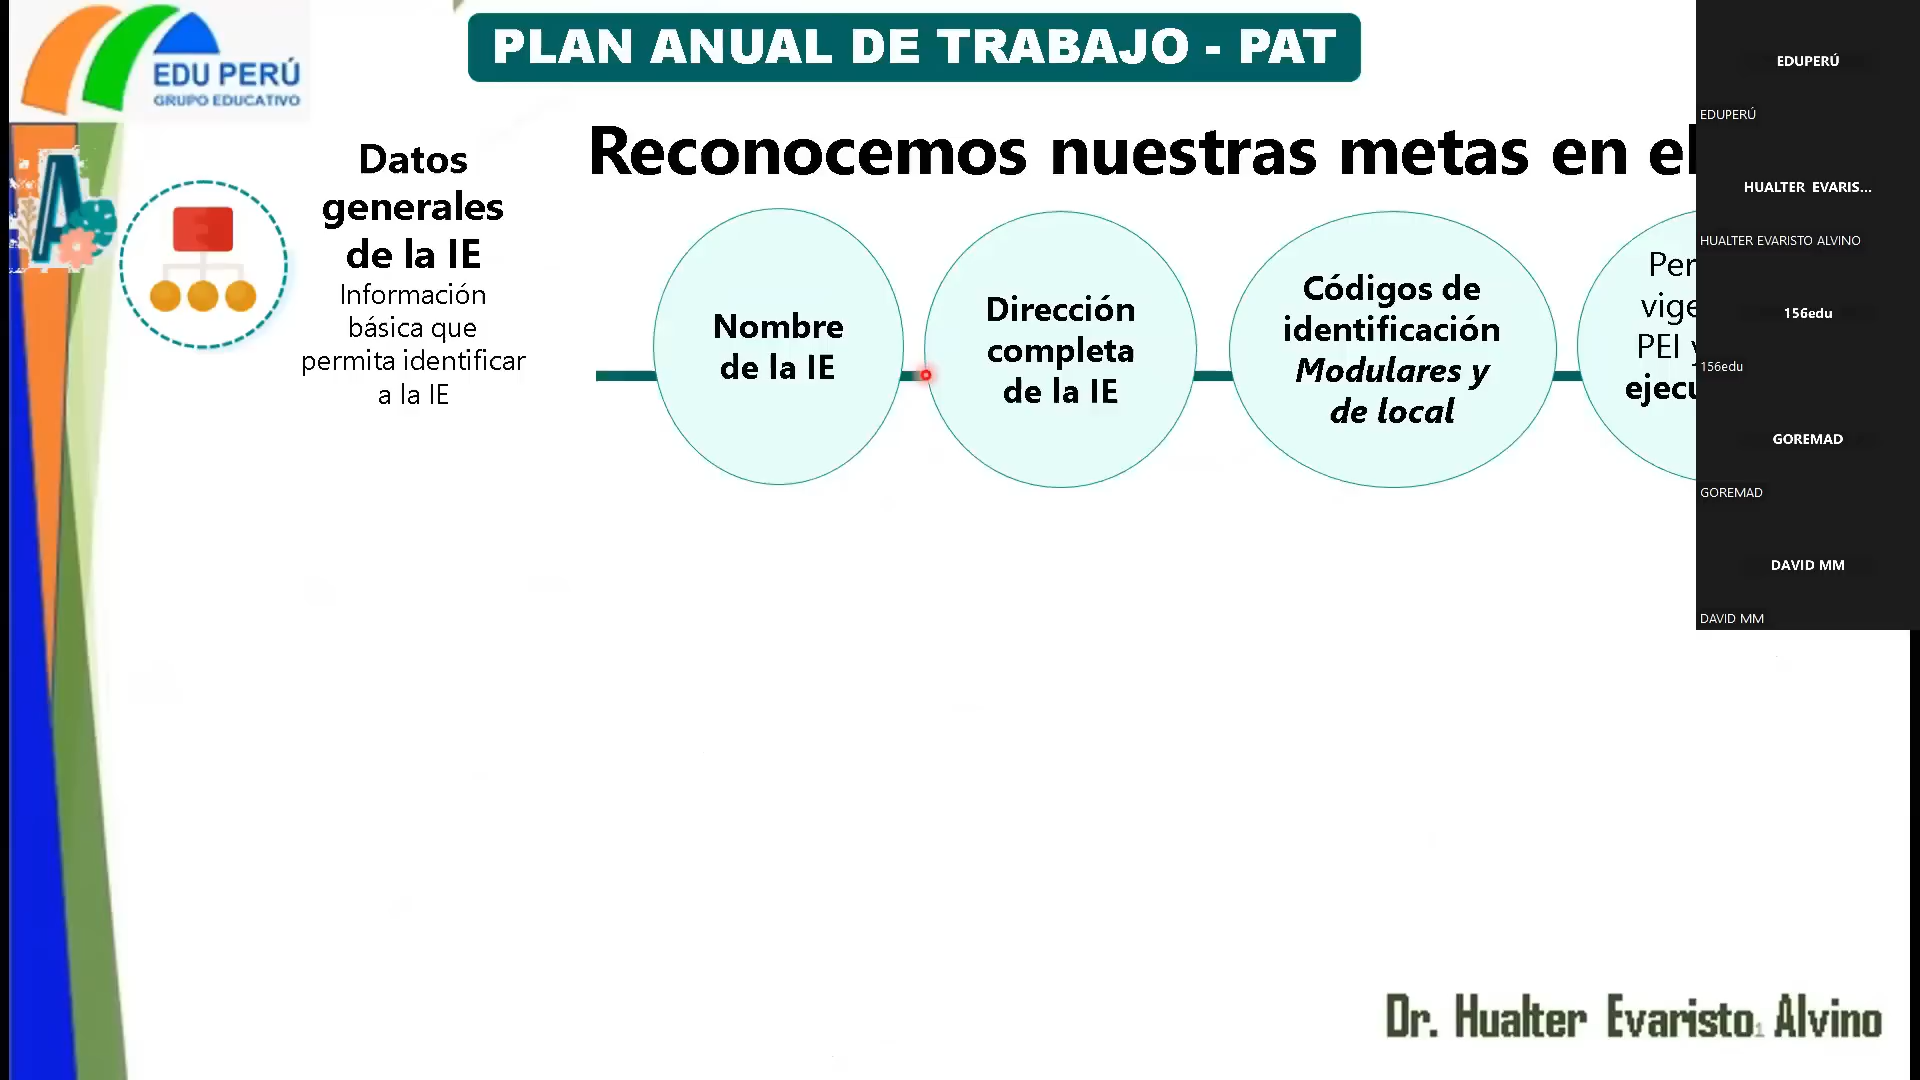 EDU PERÚ
GRUPO EDUCATIVO
PLAN ANUAL DE TRABAJO - PAT
Reconocemos nuestras metas en el
A
Datos
generales
de la IE
Información
básica que
permita identificar
a la IE
Nombre
de la IE
Dirección
completa
de la IE
Códigos de
identificación
Modulares y
de local
PEI
EDUPERÚ
EDUPERÚ
HUALTER EVARIS...
HUALTER EVARISTO ALVINO
156edu
156edu
GOREMAD
GOREMAD
DAVID MM
DAVID MM
Dr. Hualter Evaristo Alvino